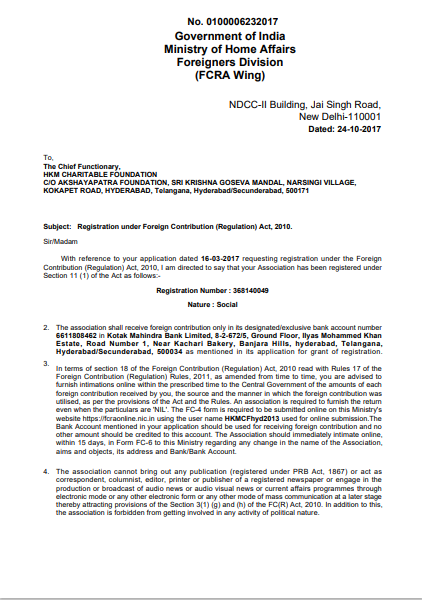 No. 0100006232017
Government of India
Ministry of Home Affairs
Foreigners Division
(FCRA Wing)
NDCC-II Building, Jai Singh Road,
New Delhi-110001
Dated: 24-10-2017
To,
The Chief Functionary,
HKM CHARITABLE FOUNDATION
C/O AKSHAYAPATRA FOUNDATION, SRI KRISHNA GOSEVA MANDAL, NARSINGI VILLAGE,
KOKAPET ROAD, HYDERABAD, Telangana, Hyderabad/Secunderabad, 500171
Subject: Registration under Foreign Contribution (Regulation) Act, 2010.
Sir/Madam
With reference to your application dated 16-03-2017 requesting registration under the Foreign
Contribution (Regulation) Act, 2010, I am directed to say that your Association has been registered under
Section 11 (1) of the Act as follows:-
Registration Number : 368140049
Nature : Social
2. The association shall receive foreign contribution only in its designated/exclusive bank account number
6611808462 in Kotak Mahindra Bank Limited, 8-2-672/5, Ground Floor, Ilyas Mohammed Khan
Estate, Road Number 1, Near Kachari Bakery, Banjara Hills, hyderabad, Telangana,
Hyderabad/Secunderabad, 500034 as mentioned in its application for grant of registration.
3.
In terms of section 18 of the Foreign Contribution (Regulation) Act, 2010 read with Rules 17 of the
Foreign Contribution (Regulation) Rules, 2011, as amended from time to time, you are advised to
furnish intimations online within the prescribed time to the Central Government of the amounts of each
foreign contribution received by you, the source and the manner in which the foreign contribution was
utilised, as per the provisions of the Act and the Rules. An association is required to furnish the return
even when the particulars are 'NIL'. The FC-4 form is required to be submitted online on this Ministry's
website https://fcraonline.nic.in using the user name HKMCFhyd2013 used for online submission.The
Bank Account mentioned in your application should be used for receiving foreign contribution and no
other amount should be credited to this account. The Association should immediately intimate online,
within 15 days, in Form FC-6 to this Ministry regarding any change in the name of the Association,
aims and objects, its address and Bank/Bank Account.
4. The association cannot bring out any publication (registered under PRB Act, 1867) or act as
correspondent, columnist, editor, printer or publisher of a registered newspaper or engage in the
production or broadcast of audio news or audio visual news or current affairs programmes through
electronic mode or any other electronic form or any other mode of mass communication at a later stage
thereby attracting provisions of the Section 3(1) (g) and (h) of the FC(R) Act, 2010. In addition to this,
the association is forbidden from getting involved in any activity of political nature.